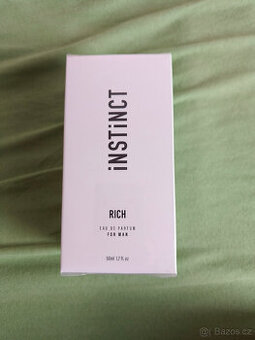 iNSTiNCT
RICH
EAU DE PARFUM
FOR MAN
50ml 1.7 fl. oz
Bazos.cz